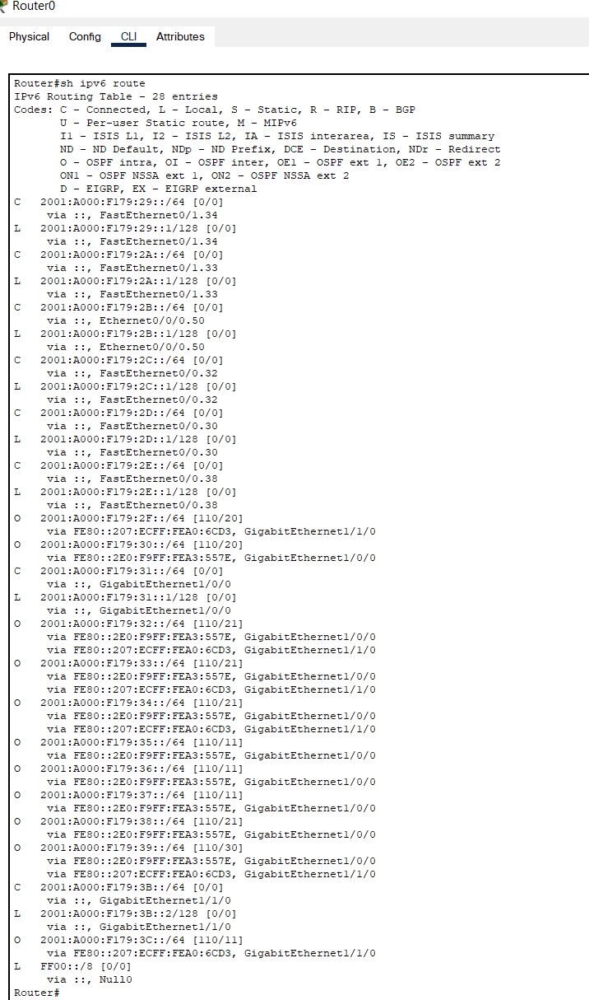 Router0
Physical Config CLI Attributes
Router#sh ipv6 route
IPv6 Routing Table - 28 entries
Codes: C - Connected, L - Local, S - Static, R - RIP, B - BGP
U - Per-user Static route, M - MIPv6
I1 - ISIS L1, I2 - ISIS L2, IA - ISIS interarea, IS - ISIS summary
ND - ND Default, NDp - ND Prefix, DCE - Destination, NDr - Redirect
O - OSPF intra, OI - OSPF inter, OE1 - OSPF ext 1, OE2 - OSPF ext 2
ON1 - OSPF NSSA ext 1, ON2 - OSPF NSSA ext 2
D - EIGRP, EX - EIGRP external
C 2001:A000:F179:29::/64 [0/0]
via ::, FastEthernet0/1.34
L 2001:A000:F179:29::1/128 [0/0]
via ::, FastEthernet0/1.34
C 2001:A000:F179:2A::/64 [0/0]
via ::, FastEthernet0/1.33
L 2001:A000:F179:2A::1/128 [0/0]
via ::, FastEthernet0/1.33
C 2001:A000:F179:2B::/64 [0/0]
via ::, Ethernet0/0/0.50
L 2001:A000:F179:2B::1/128 [0/0]
via ::, Ethernet0/0/0.50
C 2001:A000:F179:2C::/64 [0/0]
via ::, FastEthernet0/0.32
L 2001:A000:F179:2C::1/128 [0/0]
via ::, FastEthernet0/0.32
C 2001:A000:F179:2D::/64 [0/0]
via ::, FastEthernet0/0.30
L 2001:A000:F179:2D::1/128 [0/0]
via ::, FastEthernet0/0.30
C 2001:A000:F179:2E::/64 [0/0]
via ::, FastEthernet0/0.38
L 2001:A000:F179:2E::1/128 [0/0]
via ::, FastEthernet0/0.38
O 2001:A000:F179:2F::/64 [110/20]
via FE80::207:ECFF:FEA0:6CD3, GigabitEthernet1/1/0
O 2001:A000:F179:30::/64 [110/20]
via FE80::2E0:F9FF:FEA3:557E, GigabitEthernet1/0/0
C 2001:A000:F179:31::/64 [0/0]
via ::, GigabitEthernet1/0/0
L 2001:A000:F179:31::1/128 [0/0]
via ::, GigabitEthernet1/0/0
O 2001:A000:F179:32::/64 [110/21]
via FE80::2E0:F9FF:FEA3:557E, GigabitEthernet1/0/0
via FE80::207:ECFF:FEA0:6CD3, GigabitEthernet1/1/0
O 2001:A000:F179:33::/64 [110/21]
via FE80::2E0:F9FF:FEA3:557E, GigabitEthernet1/0/0
via FE80::207:ECFF:FEA0:6CD3, GigabitEthernet1/1/0
O 2001:A000:F179:34::/64 [110/21]
via FE80::2E0:F9FF:FEA3:557E, GigabitEthernet1/0/0
via FE80::207:ECFF:FEA0:6CD3, GigabitEthernet1/1/0
O 2001:A000:F179:35::/64 [110/11]
via FE80::2E0:F9FF:FEA3:557E, GigabitEthernet1/0/0
O 2001:A000:F179:36::/64 [110/11]
via FE80::2E0:F9FF:FEA3:557E, GigabitEthernet1/0/0
O 2001:A000:F179:37::/64 [110/11]
via FE80::2E0:F9FF:FEA3:557E, GigabitEthernet1/0/0
O 2001:A000:F179:38::/64 [110/21]
via FE80::2E0:F9FF:FEA3:557E, GigabitEthernet1/0/0
O 2001:A000:F179:39::/64 [110/30]
via FE80::2E0:F9FF:FEA3:557E, GigabitEthernet1/0/0
via FE80::207:ECFF:FEA0:6CD3, GigabitEthernet1/1/0
C 2001:A000:F179:3B::/64 [0/0]
via ::, GigabitEthernet1/1/0
L 2001:A000:F179:3B::2/128 [0/0]
via ::, GigabitEthernet1/1/0
O 2001:A000:F179:3C::/64 [110/11]
via FE80::207:ECFF:FEA0:6CD3, GigabitEthernet1/1/0
L FF00::/8 [0/0]
via ::, Null0
Router#